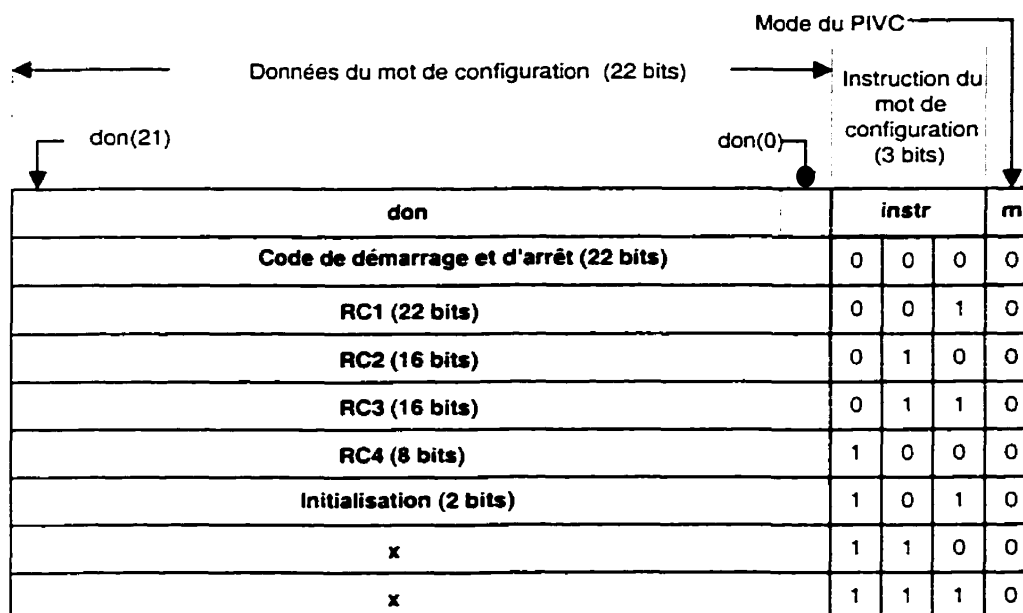 Mode du PIVC
Données du mot de configuration (22 bits)
Instruction du
mot de
configuration
(3 bits)
don(21)
don(0)
don instr m
Code de démarrage et d'arrêt (22 bits) 0 0 0 0
RC1 (22 bits) 0 0 1 0
RC2 (16 bits) 0 1 0 0
RC3 (16 bits) 0 1 1 0
RC4 (8 bits) 1 0 0 0
Initialisation (2 bits) 1 0 1 0
x 1 1 0 0
x 1 1 1 0